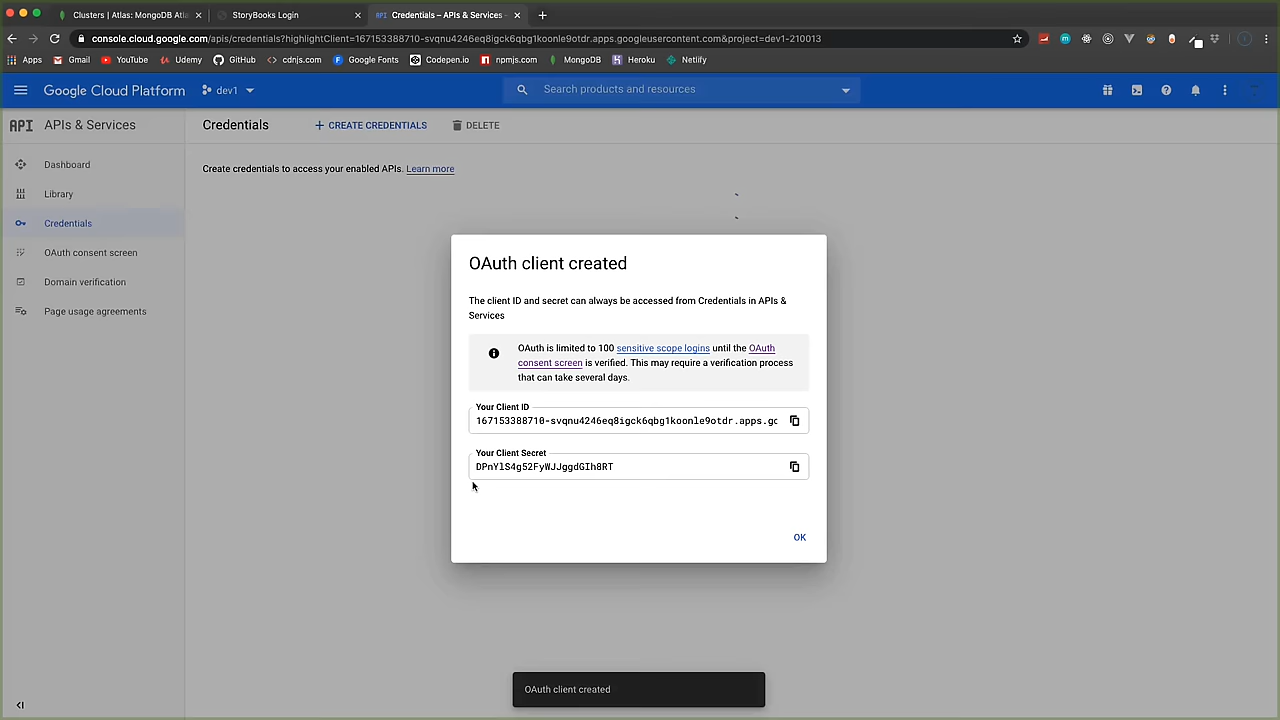 Clusters | Atlas: MongoDB Atla
StoryBooks Login
Credentials – APIs & Services -
console.cloud.google.com/apis/credentials?highlightClient=167153388710-svqnu4246eq8igck6qbg1koonle9otdr.apps.googleusercontent.com&project=dev1-210013
Apps
Gmail
YouTube
Udemy
GitHub
cdnjs.com
Google Fonts
Codepen.io
npmjs.com
MongoDB
Heroku
Netlify
Google Cloud Platform
dev1
Search products and resources
API APIs & Services
Credentials
+ CREATE CREDENTIALS
DELETE
Dashboard
Library
Credentials
OAuth consent screen
Domain verification
Page usage agreements
Create credentials to access your enabled APIs. Learn more
OAuth client created
The client ID and secret can always be accessed from Credentials in APIs &
Services
OAuth is limited to 100 sensitive scope logins until the OAuth
consent screen is verified. This may require a verification process
that can take several days.
Your Client ID
167153388710-svqnu4246eq8igck6qbg1koonle9otdr.apps.gc
Your Client Secret
DPnYlS4g52FyWJJggdGIh8RT
OK
OAuth client created